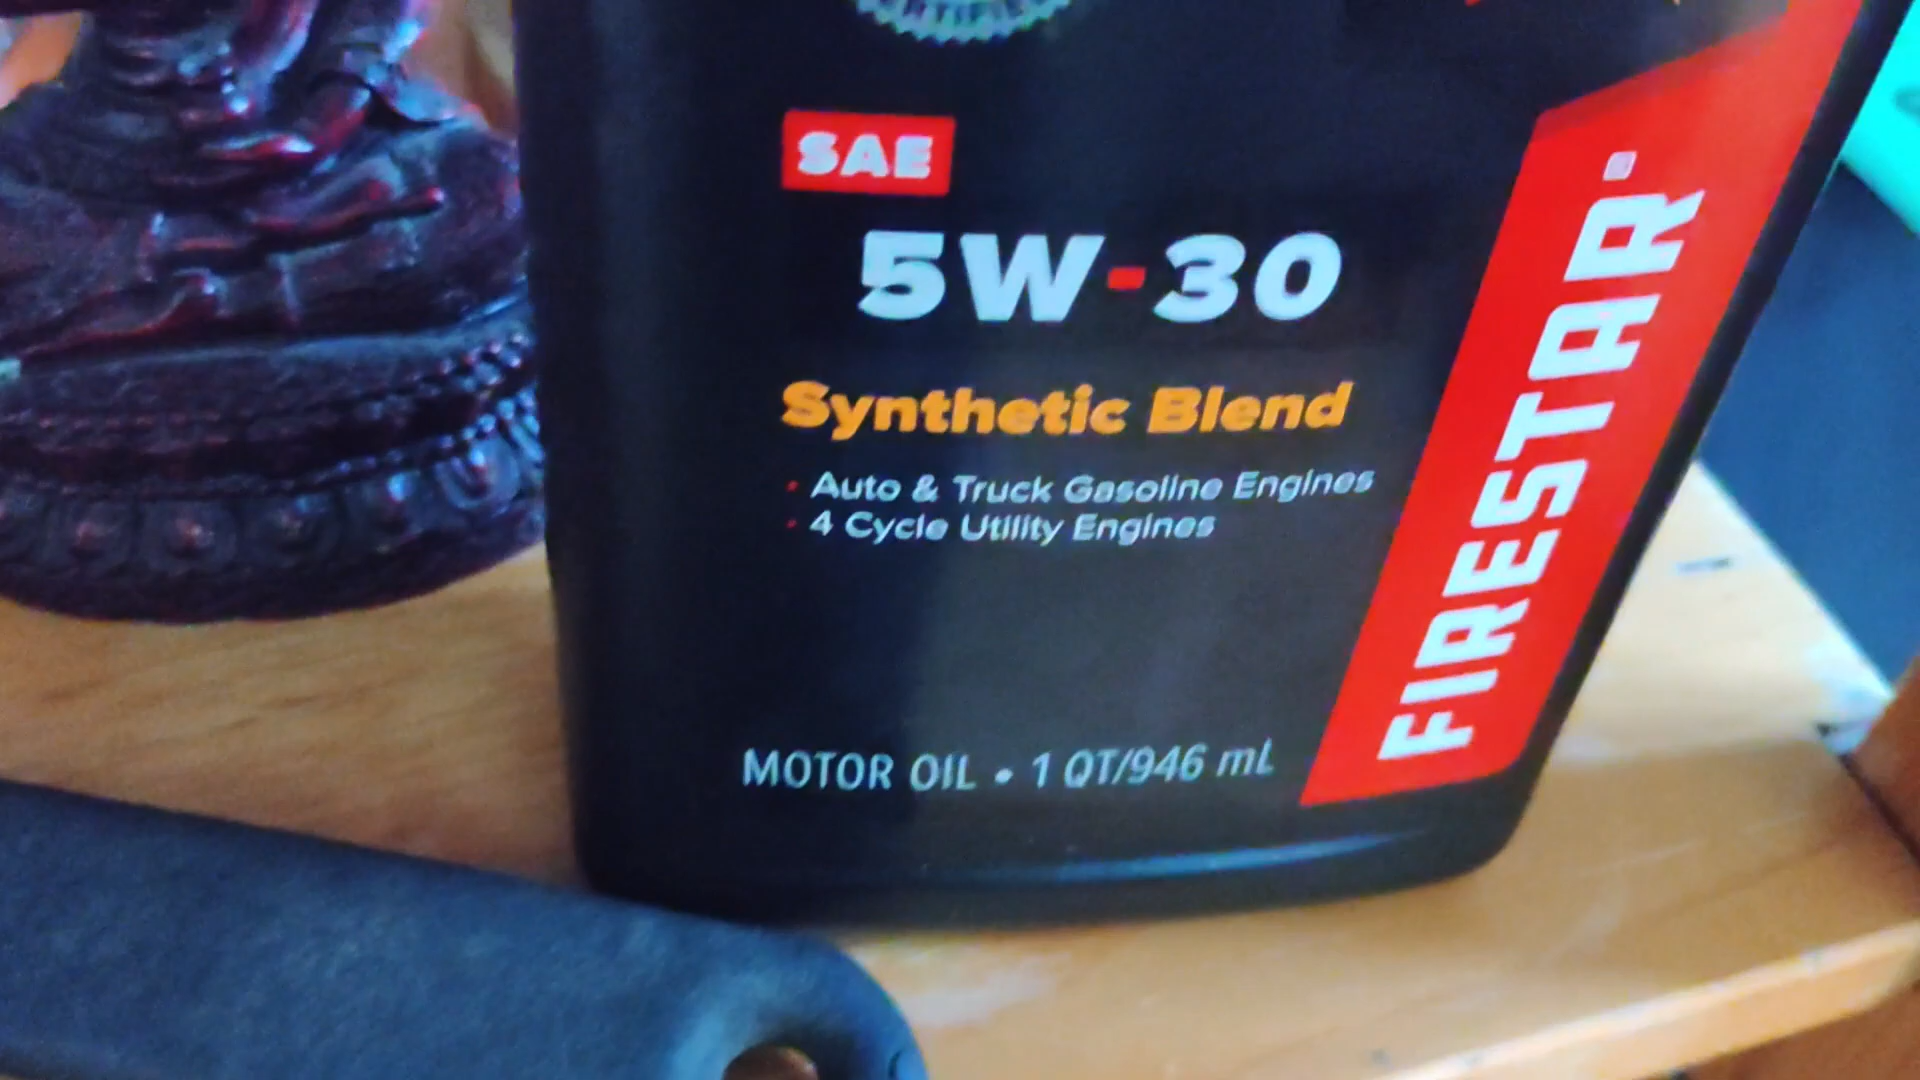 CERTIFIED
SAE
5W-30
Synthetic Blend
• Auto & Truck Gasoline Engines
• 4 Cycle Utility Engines
MOTOR OIL • 1 QT/946 mL
FIRESTAR®